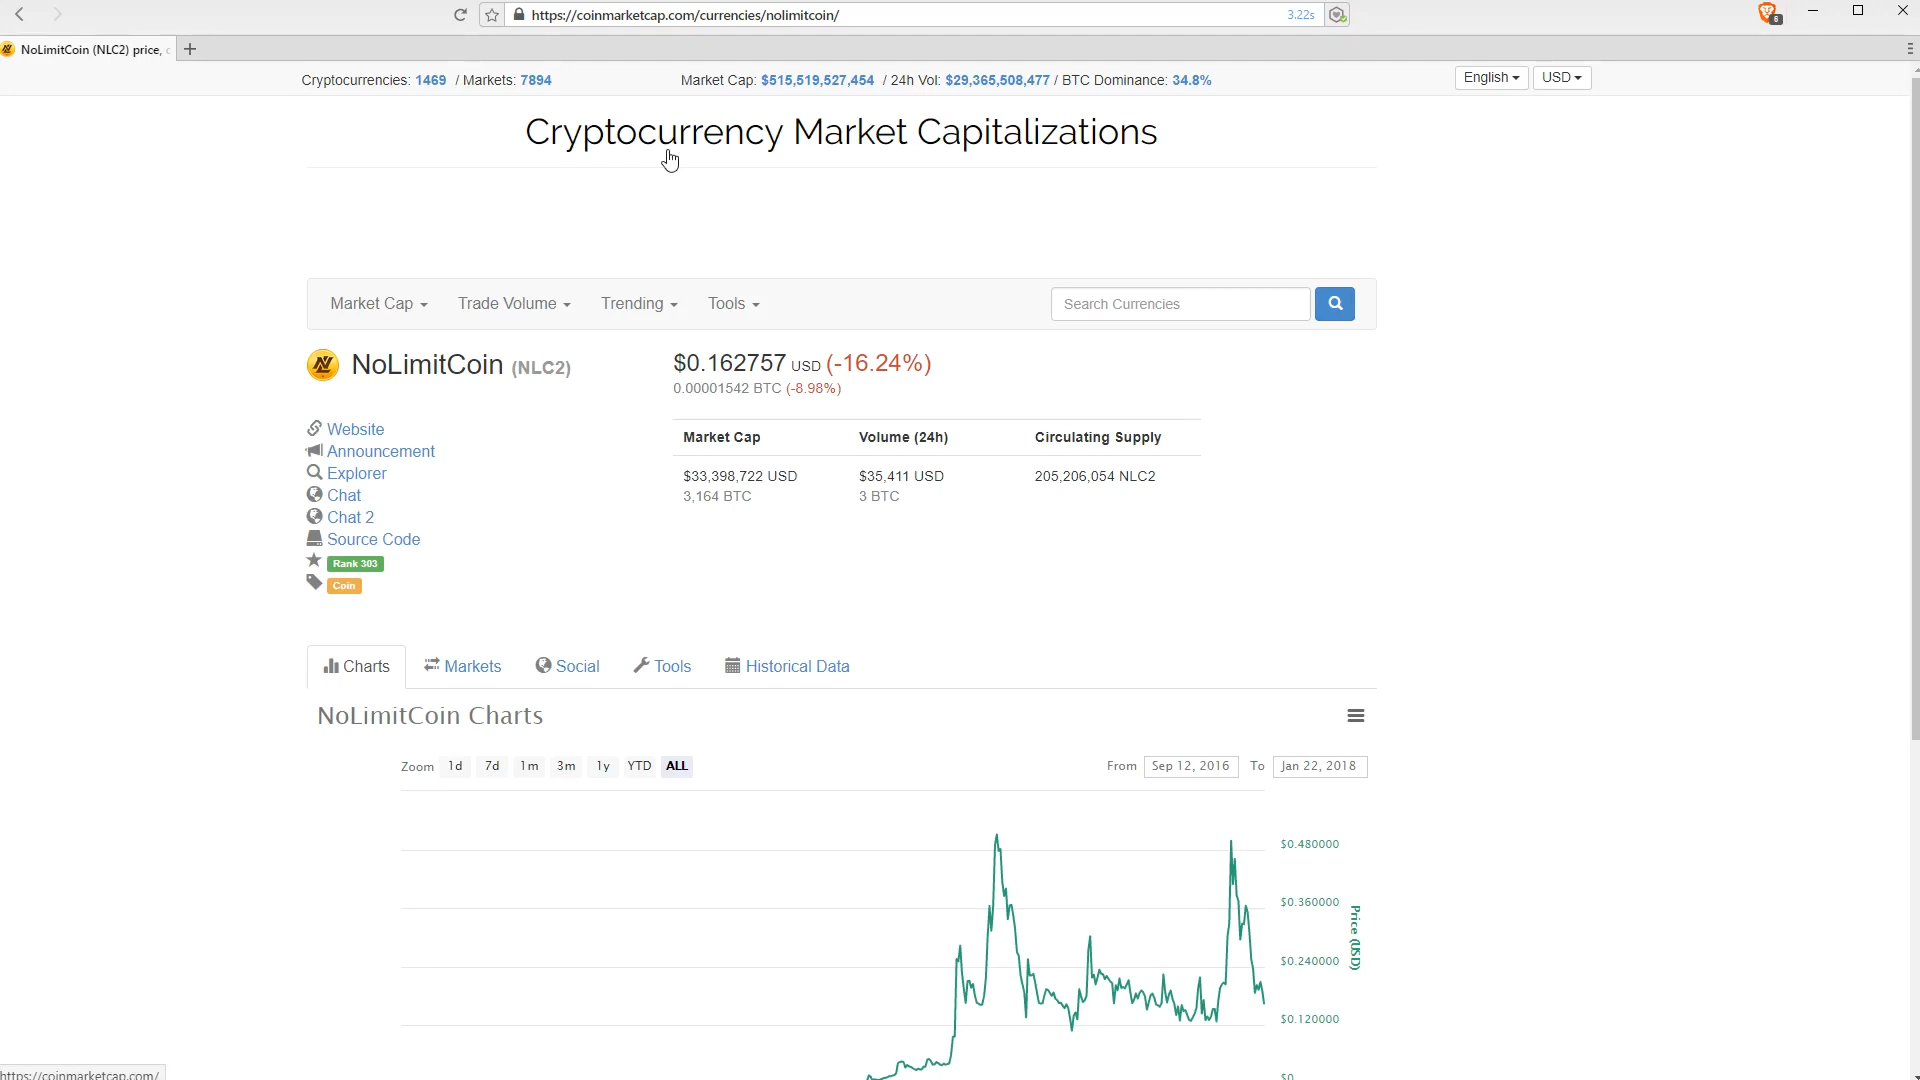 https://coinmarketcap.com/currencies/nolimitcoin/
3.22s
6
NoLimitCoin (NLC2) price, c
Cryptocurrencies: 1469 / Markets: 7894
Market Cap: $515,519,527,454 / 24h Vol: $29,365,508,477 / BTC Dominance: 34.8%
English
USD
Cryptocurrency Market Capitalizations
Market Cap
Trade Volume
Trending
Tools
Search Currencies
NoLimitCoin (NLC2)
$0.162757 USD (-16.24%)
0.00001542 BTC (-8.98%)
Website
Announcement
Explorer
Chat
Chat 2
Source Code
Rank 303
Coin
Market Cap Volume (24h) Circulating Supply
$33,398,722 USD $35,411 USD 205,206,054 NLC2
3,164 BTC 3 BTC
Charts Markets Social Tools Historical Data
NoLimitCoin Charts
Zoom 1d 7d 1m 3m 1y YTD ALL
From Sep 12, 2016 To Jan 22, 2018
$0.480000
$0.360000
$0.240000
$0.120000
$0
Price (USD)
https://coinmarketcap.com/